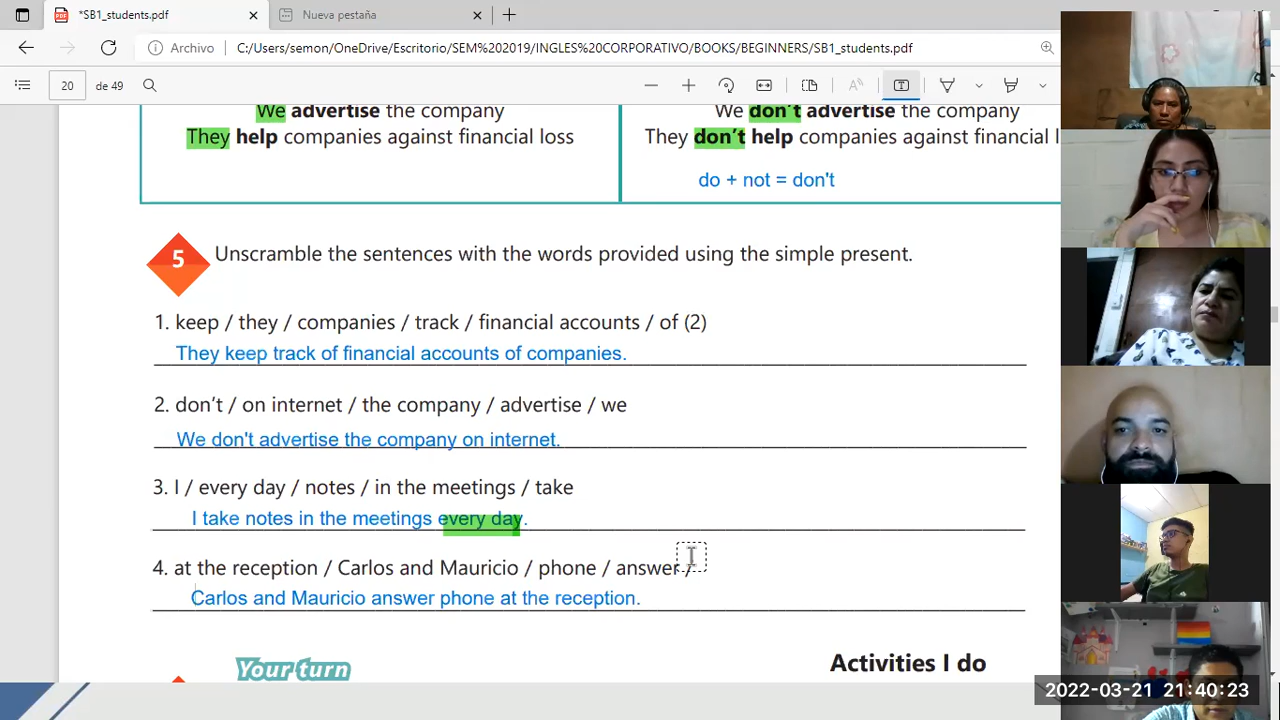 *SB1_students.pdf
Nueva pestaña
Archivo
C:/Users/semon/OneDrive/Escritorio/SEM%202019/INGLES%20CORPORATIVO/BOOKS/BEGINNERS/SB1_students.pdf
20 de 49
We advertise the company
They help companies against financial loss
We don't advertise the company
They don't help companies against financial l
do + not = don't
5 Unscramble the sentences with the words provided using the simple present.
1. keep / they / companies / track / financial accounts / of (2)
They keep track of financial accounts of companies.
2. don't / on internet / the company / advertise / we
We don't advertise the company on internet.
3. I / every day / notes / in the meetings / take
I take notes in the meetings every day.
4. at the reception / Carlos and Mauricio / phone / answer /
Carlos and Mauricio answer phone at the reception.
Your turn
Activities I do
2022-03-21 21:40:23